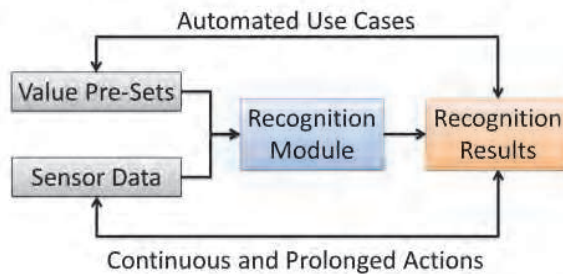 Automated Use Cases
Value Pre-Sets
Sensor Data
Recognition
Module
Recognition
Results
Continuous and Prolonged Actions